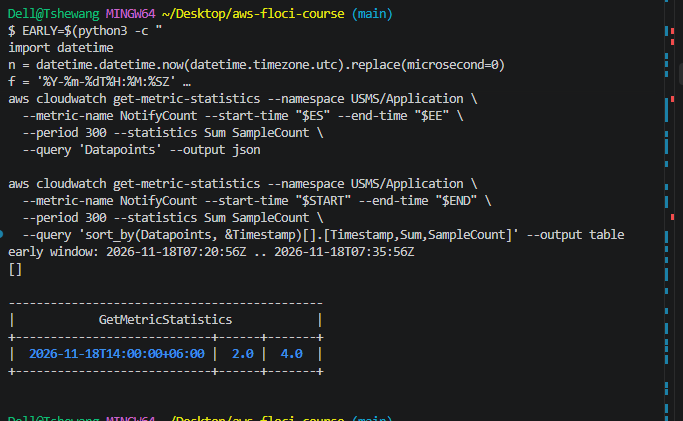 Dell@Tshewang MINGW64 ~/Desktop/aws-floci-course (main)
$ EARLY=$(python3 -c "
import datetime
n = datetime.datetime.now(datetime.timezone.utc).replace(microsecond=0)
f = '%Y-%m-%dT%H:%M:%SZ' …
aws cloudwatch get-metric-statistics --namespace USMS/Application \
  --metric-name NotifyCount --start-time "$ES" --end-time "$EE" \
  --period 300 --statistics Sum SampleCount \
  --query 'Datapoints' --output json

aws cloudwatch get-metric-statistics --namespace USMS/Application \
  --metric-name NotifyCount --start-time "$START" --end-time "$END" \
  --period 300 --statistics Sum SampleCount \
  --query 'sort_by(Datapoints, &Timestamp)[].[Timestamp,Sum,SampleCount]' --output table
early window: 2026-11-18T07:20:56Z .. 2026-11-18T07:35:56Z
[]

-----------------------------------------
|          GetMetricStatistics          |
+---------------------------+------+------+
|  2026-11-18T14:00:00+06:00 |  2.0 |  4.0  |
+---------------------------+------+------+

Dell@Tshewang MINGW64 ~/Desktop/aws-floci-course (main)